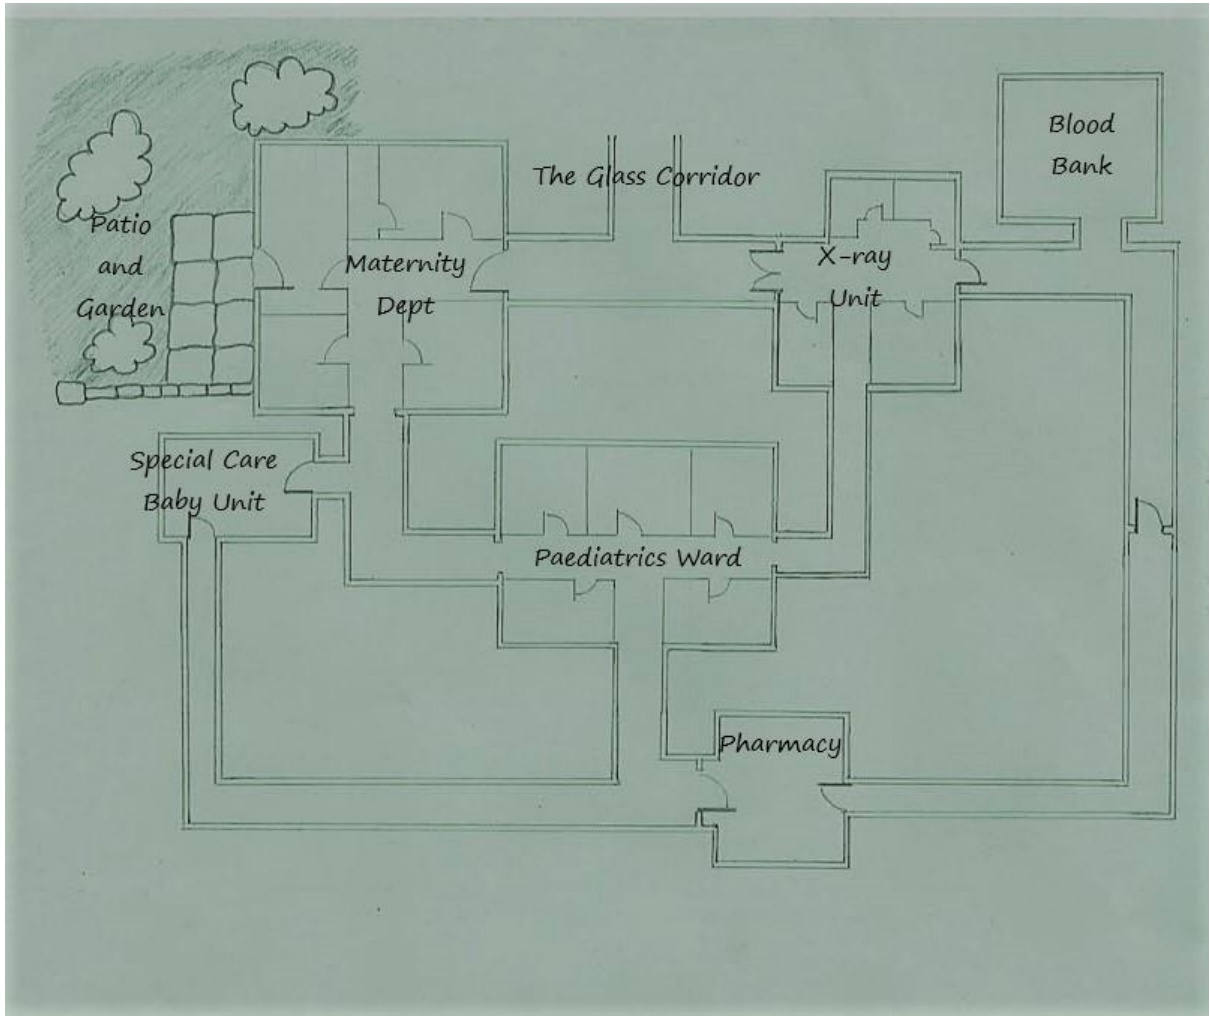 Blood
Bank
The Glass Corridor
Patio
and
Garden
Maternity
Dept
X-ray
Unit
Special Care
Baby Unit
Paediatrics Ward
Pharmacy